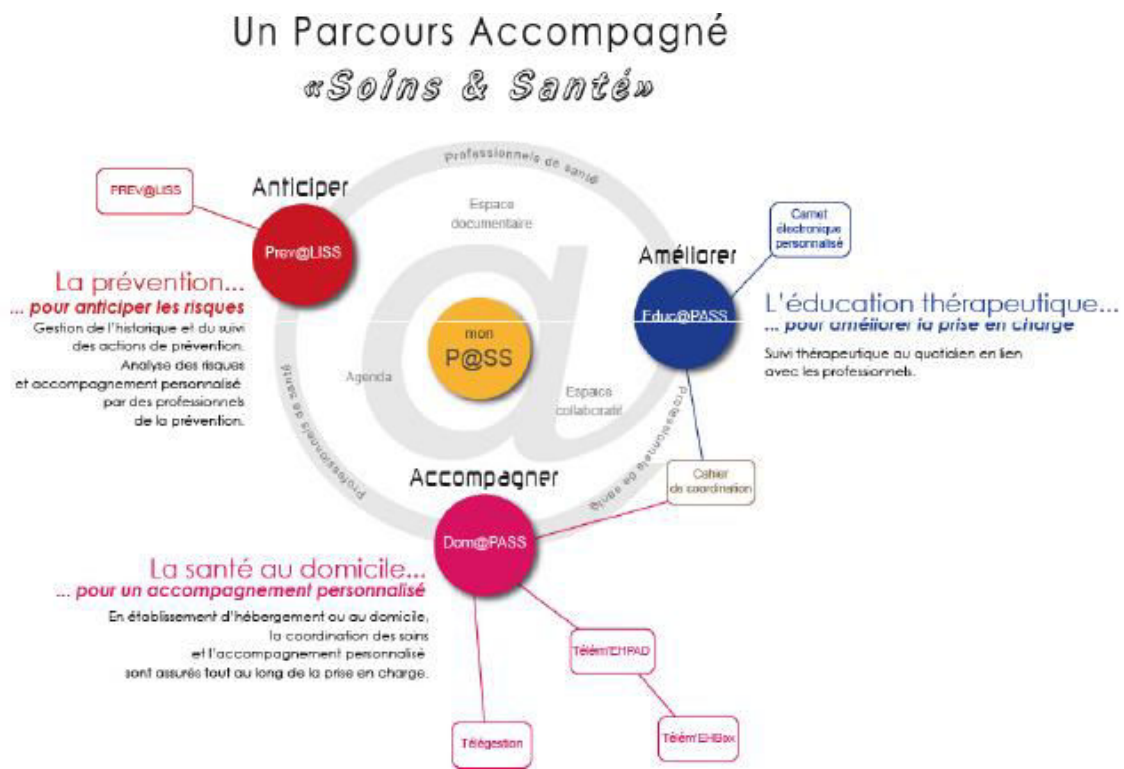 Un Parcours Accompagné
«Soins & Santé»
Professionnels de santé
PREV@LISS
Anticiper
Prev@LISS
Espace
documentaire
Carnet
électronique
personnalisé
Améliorer
Educ@PASS
La prévention...
... pour anticiper les risques
Gestion de l'historique et du suivi
des actions de prévention.
Analyse des risques
et accompagnement personnalisé
par des professionnels
de la prévention.
mon
P@SS
L'éducation thérapeutique...
... pour améliorer la prise en charge
Suivi thérapeutique au quotidien en lien
avec les professionnels.
Agenda
Espace
collaboratif
Professionnels de santé
Professionnels de santé
Accompagner
Cahier
de coordination
Dom@PASS
La santé au domicile...
... pour un accompagnement personnalisé
En établissement d'hébergement ou au domicile,
la coordination des soins
et l'accompagnement personnalisé
sont assurés tout au long de la prise en charge.
Télém'EHPAD
Télégestion
Télém'EHBox